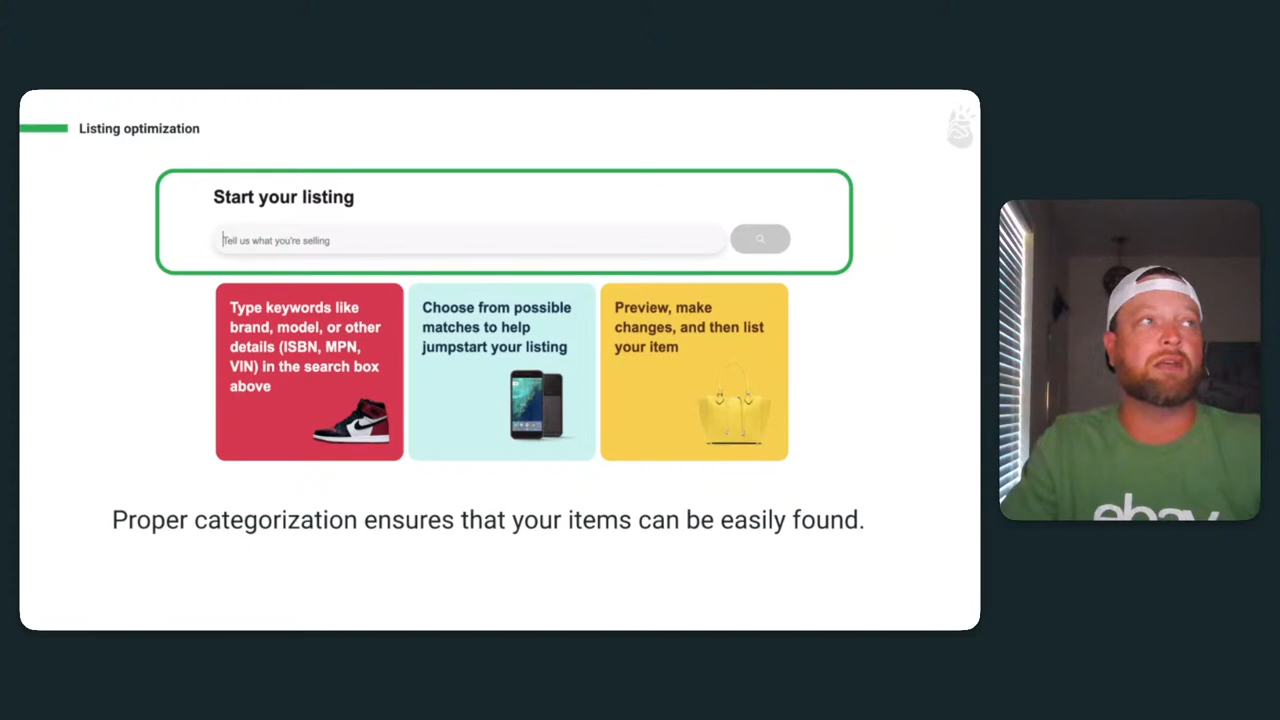 Listing optimization
Start your listing
Tell us what you're selling
Type keywords like
brand, model, or other
details (ISBN, MPN,
VIN) in the search box
above
Choose from possible
matches to help
jumpstart your listing
Preview, make
changes, and then list
your item
Proper categorization ensures that your items can be easily found.
ebay